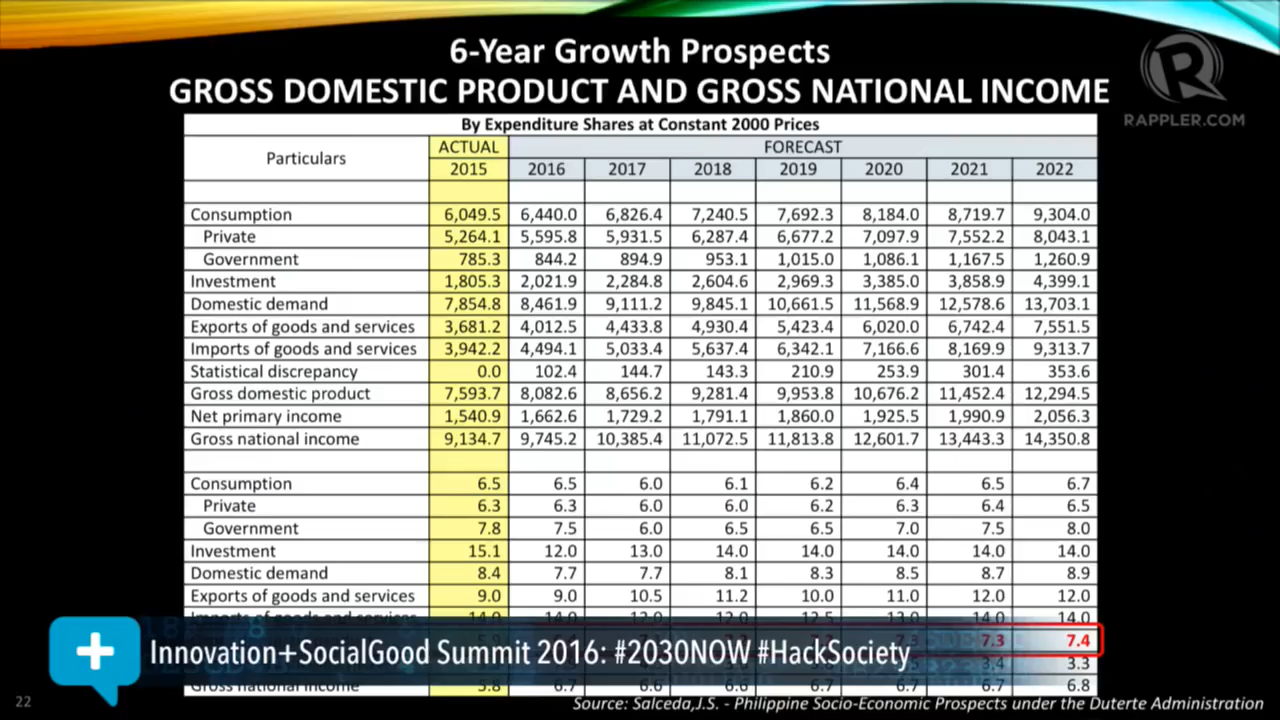 6-Year Growth Prospects
GROSS DOMESTIC PRODUCT AND GROSS NATIONAL INCOME
R
RAPPLER.COM
By Expenditure Shares at Constant 2000 Prices
Particulars ACTUAL FORECAST
2015 2016 2017 2018 2019 2020 2021 2022
Consumption 6,049.5 6,440.0 6,826.4 7,240.5 7,692.3 8,184.0 8,719.7 9,304.0
Private 5,264.1 5,595.8 5,931.5 6,287.4 6,677.2 7,097.9 7,552.2 8,043.1
Government 785.3 844.2 894.9 953.1 1,015.0 1,086.1 1,167.5 1,260.9
Investment 1,805.3 2,021.9 2,284.8 2,604.6 2,969.3 3,385.0 3,858.9 4,399.1
Domestic demand 7,854.8 8,461.9 9,111.2 9,845.1 10,661.5 11,568.9 12,578.6 13,703.1
Exports of goods and services 3,681.2 4,012.5 4,433.8 4,930.4 5,423.4 6,020.0 6,742.4 7,551.5
Imports of goods and services 3,942.2 4,494.1 5,033.4 5,637.4 6,342.1 7,166.6 8,169.9 9,313.7
Statistical discrepancy 0.0 102.4 144.7 143.3 210.9 253.9 301.4 353.6
Gross domestic product 7,593.7 8,082.6 8,656.2 9,281.4 9,953.8 10,676.2 11,452.4 12,294.5
Net primary income 1,540.9 1,662.6 1,729.2 1,791.1 1,860.0 1,925.5 1,990.9 2,056.3
Gross national income 9,134.7 9,745.2 10,385.4 11,072.5 11,813.8 12,601.7 13,443.3 14,350.8
Consumption 6.5 6.5 6.0 6.1 6.2 6.4 6.5 6.7
Private 6.3 6.3 6.0 6.0 6.2 6.3 6.4 6.5
Government 7.8 7.5 6.0 6.5 6.5 7.0 7.5 8.0
Investment 15.1 12.0 13.0 14.0 14.0 14.0 14.0 14.0
Domestic demand 8.4 7.7 7.7 8.1 8.3 8.5 8.7 8.9
Exports of goods and services 9.0 9.0 10.5 11.2 10.0 11.0 12.0 12.0
Imports of goods and services 14.0 14.0 12.0 12.0 12.5 13.0 14.0 14.0
7.3 7.4
Innovation+SocialGood Summit 2016: #2030NOW #HackSociety
3.4 3.3
Gross national income 5.8 6.7 6.6 6.6 6.7 6.7 6.7 6.8
22
Source: Salceda,J.S. - Philippine Socio-Economic Prospects under the Duterte Administration